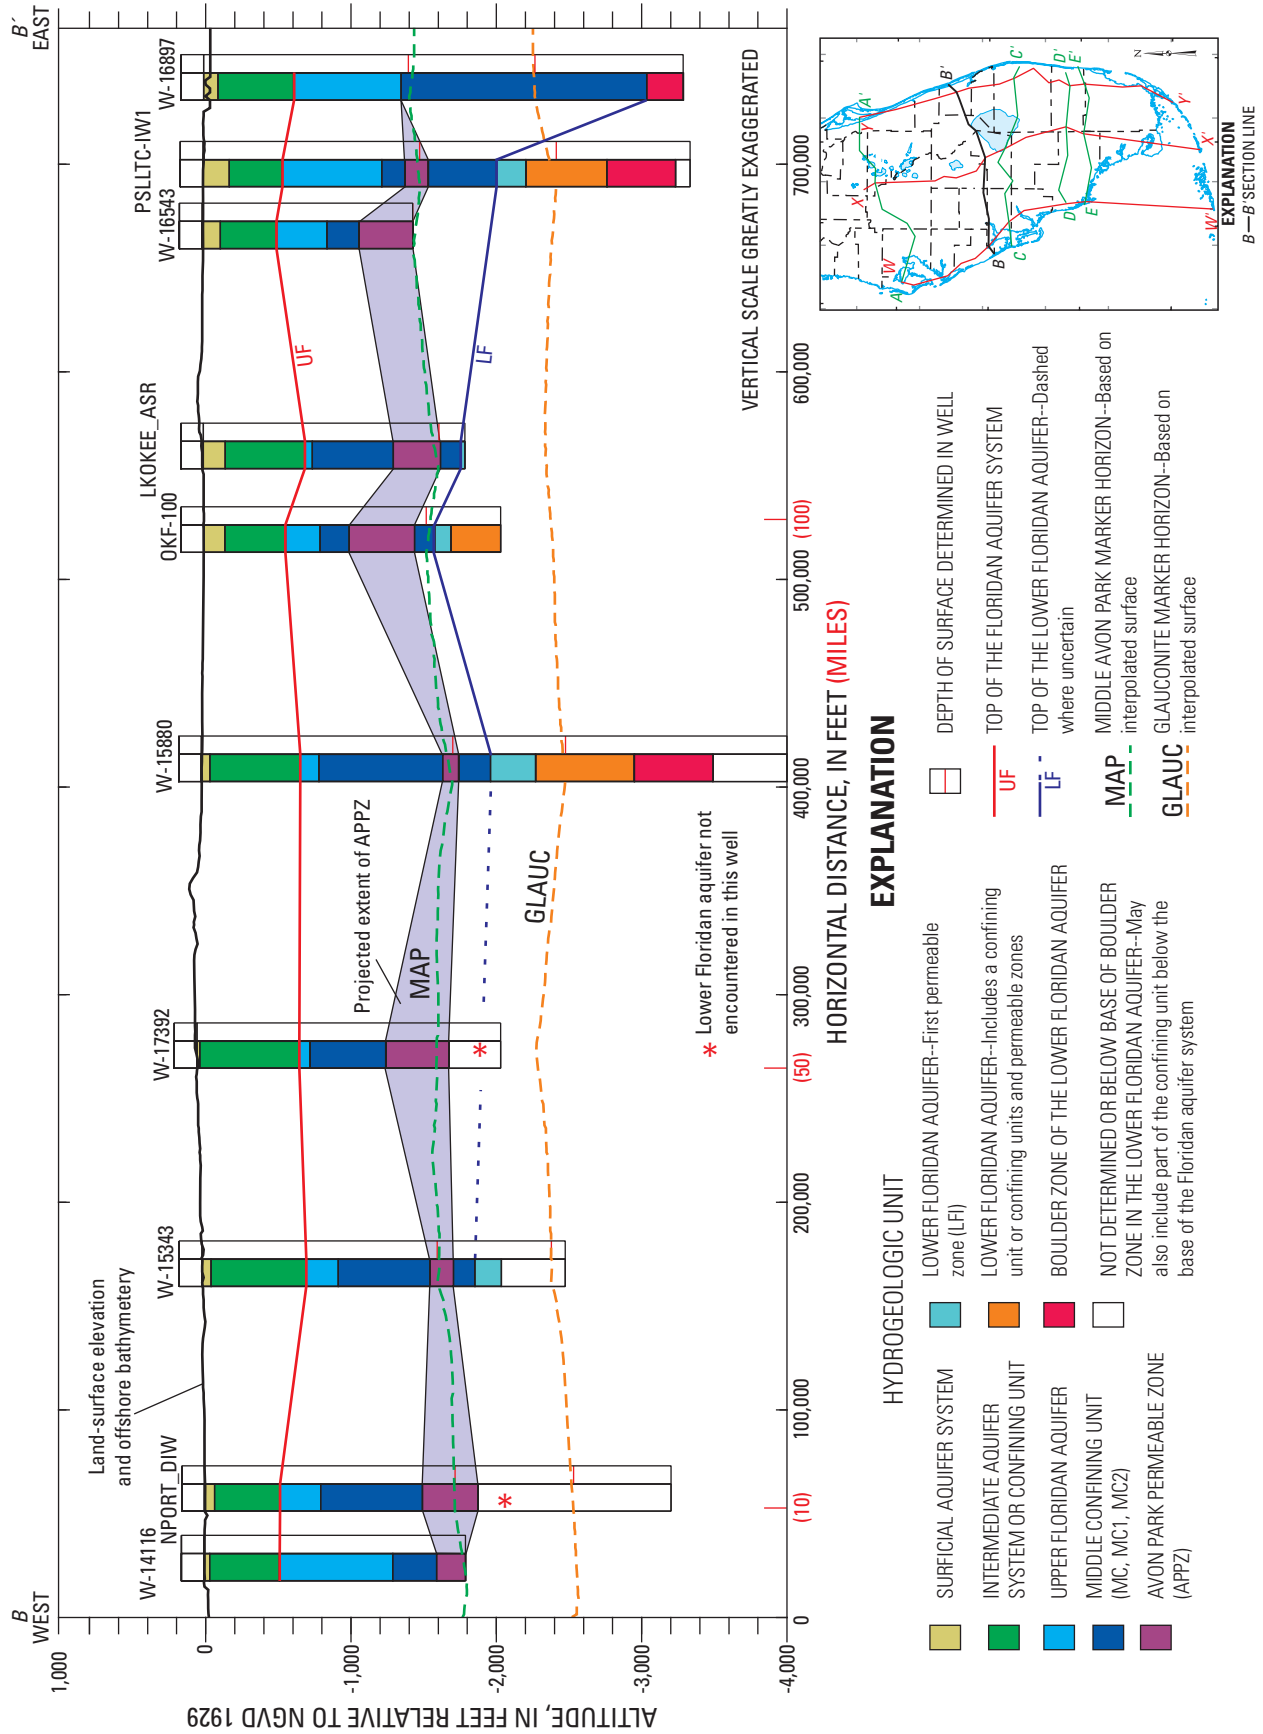 B
WEST
B′
EAST
W-14116
NPORT_DIW
W-15343
W-17392
W-15880
OKF-100
LKOKEE_ASR
W-16543
PSLLTC-IW1
W-16897
Land-surface elevation
and offshore bathymetery
Projected extent of APPZ
UF
MAP
LF
GLAUC
* Lower Floridan aquifer not
encountered in this well
*
*
VERTICAL SCALE GREATLY EXAGGERATED
ALTITUDE, IN FEET RELATIVE TO NGVD 1929
1,000
0
-1,000
-2,000
-3,000
-4,000
0
100,000
200,000
300,000
400,000
500,000
600,000
700,000
(10)
(50)
(100)
HORIZONTAL DISTANCE, IN FEET (MILES)
EXPLANATION
HYDROGEOLOGIC UNIT
SURFICIAL AQUIFER SYSTEM
INTERMEDIATE AQUIFER
SYSTEM OR CONFINING UNIT
UPPER FLORIDAN AQUIFER
MIDDLE CONFINING UNIT
(MC, MC1, MC2)
AVON PARK PERMEABLE ZONE
(APPZ)
LOWER FLORIDAN AQUIFER--First permeable
zone (LFI)
LOWER FLORIDAN AQUIFER--Includes a confining
unit or confining units and permeable zones
BOULDER ZONE OF THE LOWER FLORIDAN AQUIFER
NOT DETERMINED OR BELOW BASE OF BOULDER
ZONE IN THE LOWER FLORIDAN AQUIFER--May
also include part of the confining unit below the
base of the Floridan aquifer system
DEPTH OF SURFACE DETERMINED IN WELL
UF
TOP OF THE FLORIDAN AQUIFER SYSTEM
LF
TOP OF THE LOWER FLORIDAN AQUIFER--Dashed
where uncertain
MAP
MIDDLE AVON PARK MARKER HORIZON--Based on
interpolated surface
GLAUC
GLAUCONITE MARKER HORIZON--Based on
interpolated surface
A
A′
W
X
Y
B
B′
C
C′
D
D′
E
E′
W′
X′
Y′
N
EXPLANATION
B—B′ SECTION LINE